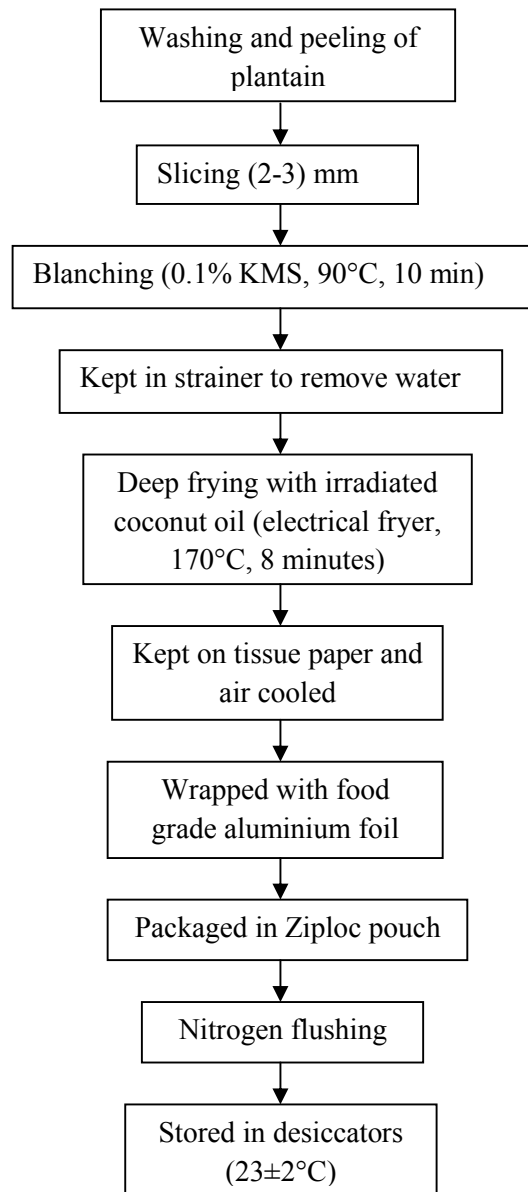 Washing and peeling of
plantain
Slicing (2-3) mm
Blanching (0.1% KMS, 90°C, 10 min)
Kept in strainer to remove water
Deep frying with irradiated
coconut oil (electrical fryer,
170°C, 8 minutes)
Kept on tissue paper and
air cooled
Wrapped with food
grade aluminium foil
Packaged in Ziploc pouch
Nitrogen flushing
Stored in desiccators
(23±2°C)